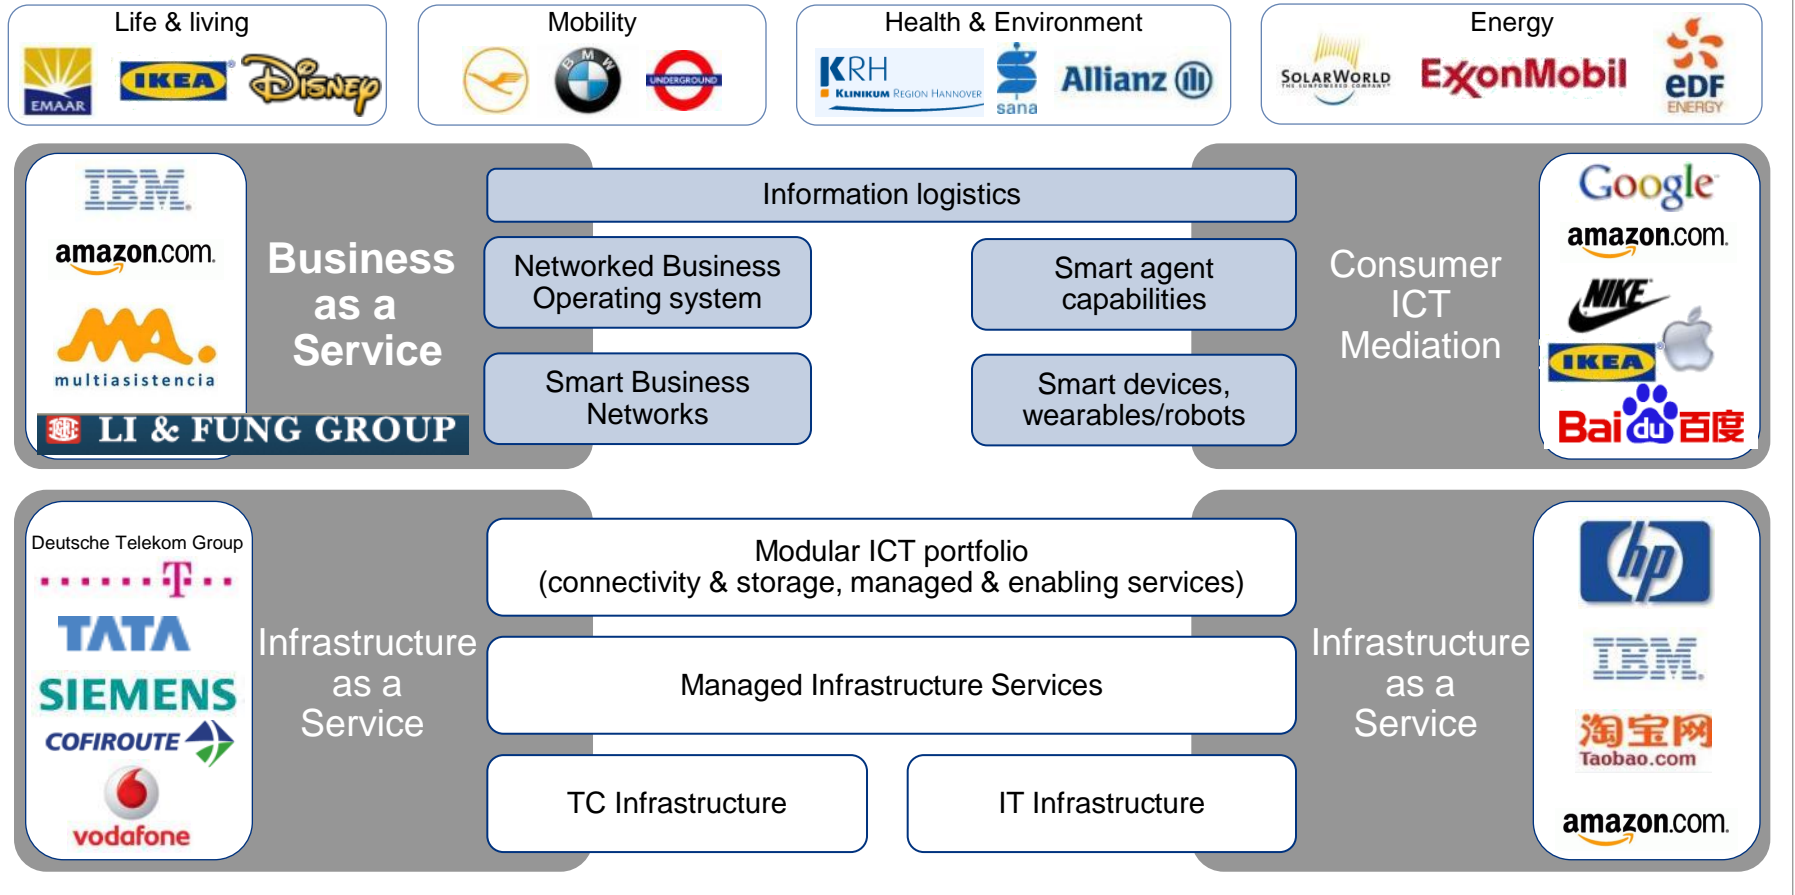 Life & living
EMAAR
IKEA
®
Disney
Mobility
BMW
UNDERGROUND
Health & Environment
KRH
KLINIKUM REGION HANNOVER
sana
Allianz
Energy
SOLARWORLD
THE SUNPOWERED COMPANY
ExxonMobil
eDF
ENERGY
IBM.
amazon.com.
MA.
multiasistencia
LI & FUNG GROUP
Business
as a
Service
Information logistics
Networked Business
Operating system
Smart Business
Networks
Smart agent
capabilities
Smart devices,
wearables/robots
Consumer
ICT
Mediation
Google
amazon.com.
NIKE
IKEA
®
Baidu百度
Deutsche Telekom Group
T
TATA
SIEMENS
COFIROUTE
vodafone
Infrastructure
as a
Service
Modular ICT portfolio
(connectivity & storage, managed & enabling services)
Managed Infrastructure Services
TC Infrastructure
IT Infrastructure
Infrastructure
as a
Service
hp
IBM.
淘宝网
Taobao.com
amazon.com.